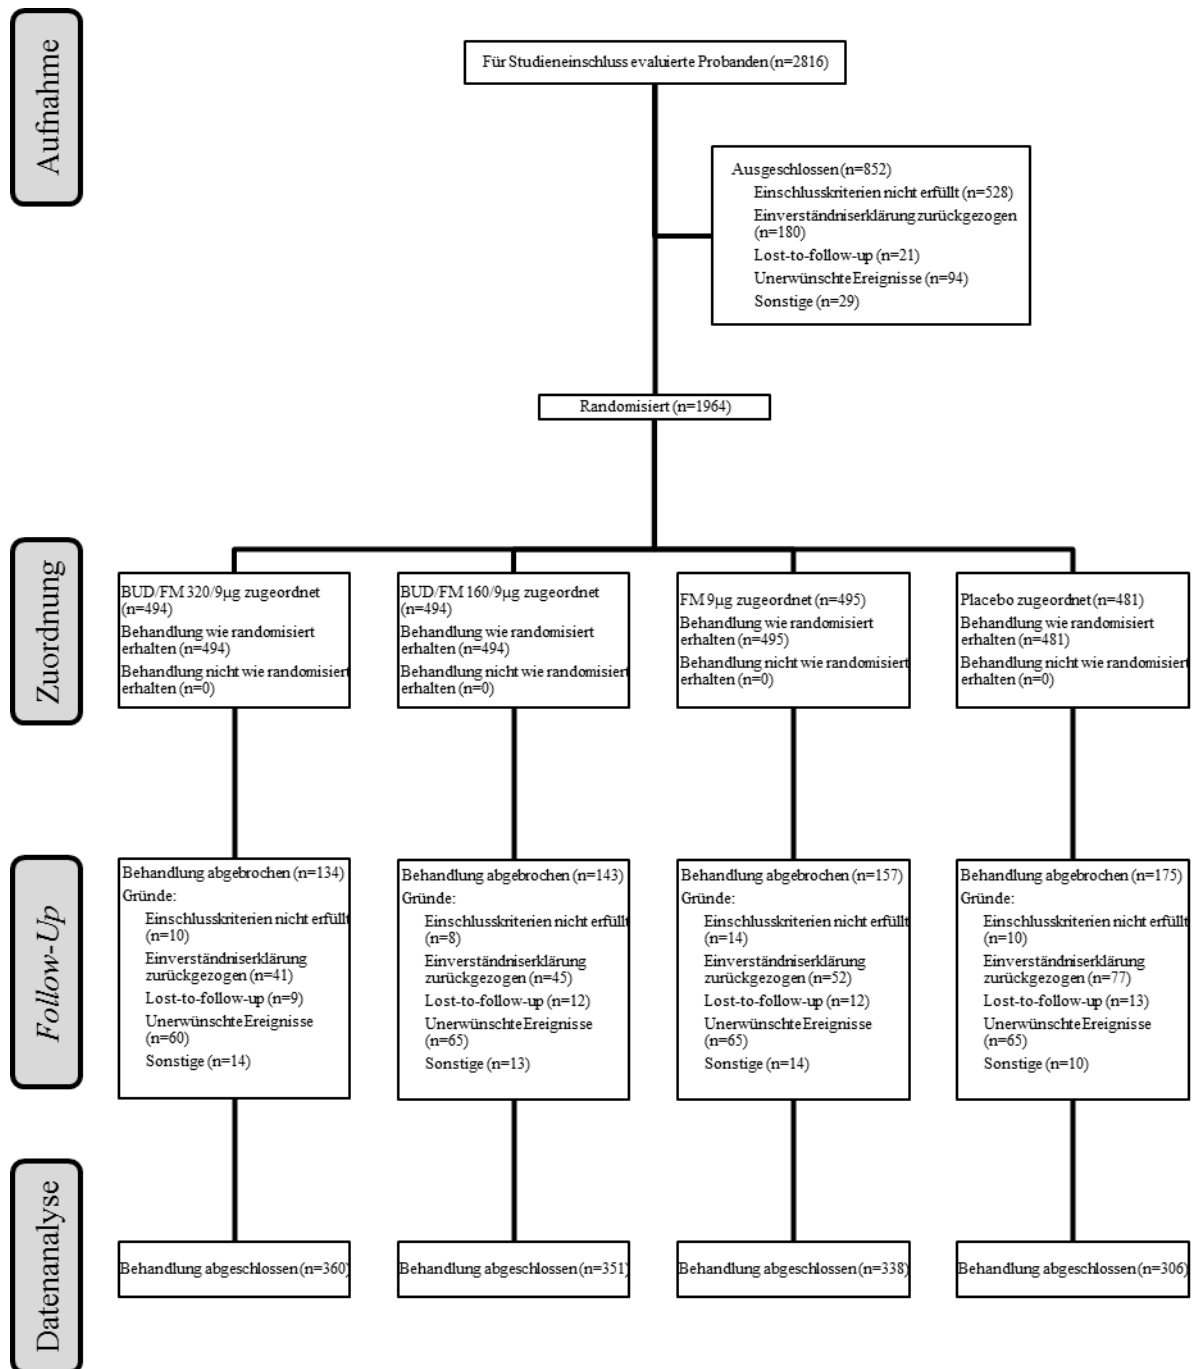 Aufnahme
Für Studieneinschluss evaluierte Probanden (n=2816)
Ausgeschlossen (n=852)
Einschlusskriterien nicht erfüllt (n=528)
Einverständniserklärung zurückgezogen
(n=180)
Lost-to-follow-up (n=21)
Unerwünschte Ereignisse (n=94)
Sonstige (n=29)
Randomisiert (n=1964)
Zuordnung
BUD/FM 320/9µg zugeordnet
(n=494)
Behandlung wie randomisiert
erhalten (n=494)
Behandlung nicht wie randomisiert
erhalten (n=0)
BUD/FM 160/9µg zugeordnet
(n=494)
Behandlung wie randomisiert
erhalten (n=494)
Behandlung nicht wie randomisiert
erhalten (n=0)
FM 9µg zugeordnet (n=495)
Behandlung wie randomisiert
erhalten (n=495)
Behandlung nicht wie randomisiert
erhalten (n=0)
Placebo zugeordnet (n=481)
Behandlung wie randomisiert
erhalten (n=481)
Behandlung nicht wie randomisiert
erhalten (n=0)
Follow-Up
Behandlung abgebrochen (n=134)
Gründe:
Einschlusskriterien nicht erfüllt
(n=10)
Einverständniserklärung
zurückgezogen (n=41)
Lost-to-follow-up (n=9)
Unerwünschte Ereignisse
(n=60)
Sonstige (n=14)
Behandlung abgebrochen (n=143)
Gründe:
Einschlusskriterien nicht erfüllt
(n=8)
Einverständniserklärung
zurückgezogen (n=45)
Lost-to-follow-up (n=12)
Unerwünschte Ereignisse
(n=65)
Sonstige (n=13)
Behandlung abgebrochen (n=157)
Gründe:
Einschlusskriterien nicht erfüllt
(n=14)
Einverständniserklärung
zurückgezogen (n=52)
Lost-to-follow-up (n=12)
Unerwünschte Ereignisse
(n=65)
Sonstige (n=14)
Behandlung abgebrochen (n=175)
Gründe:
Einschlusskriterien nicht erfüllt
(n=10)
Einverständniserklärung
zurückgezogen (n=77)
Lost-to-follow-up (n=13)
Unerwünschte Ereignisse
(n=65)
Sonstige (n=10)
Datenanalyse
Behandlung abgeschlossen (n=360)
Behandlung abgeschlossen (n=351)
Behandlung abgeschlossen (n=338)
Behandlung abgeschlossen (n=306)